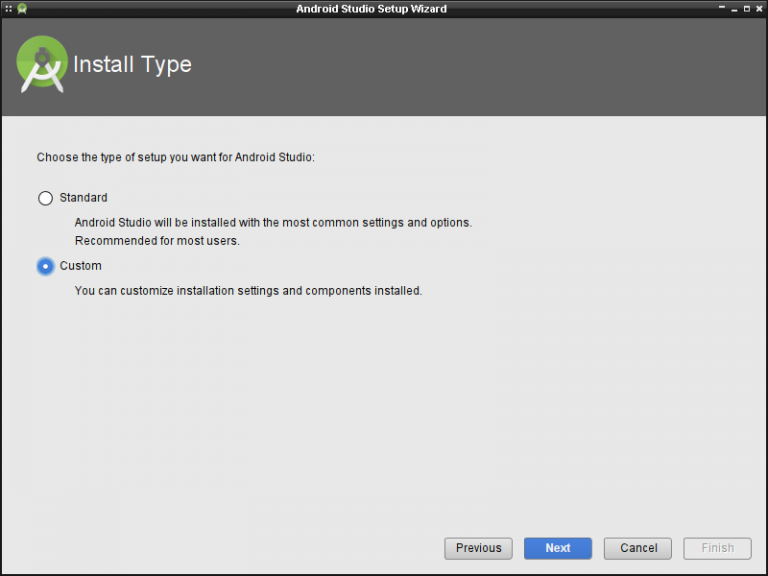 Android Studio Setup Wizard
Install Type
Choose the type of setup you want for Android Studio:
Standard
Android Studio will be installed with the most common settings and options.
Recommended for most users.
Custom
You can customize installation settings and components installed.
Previous Next Cancel Finish